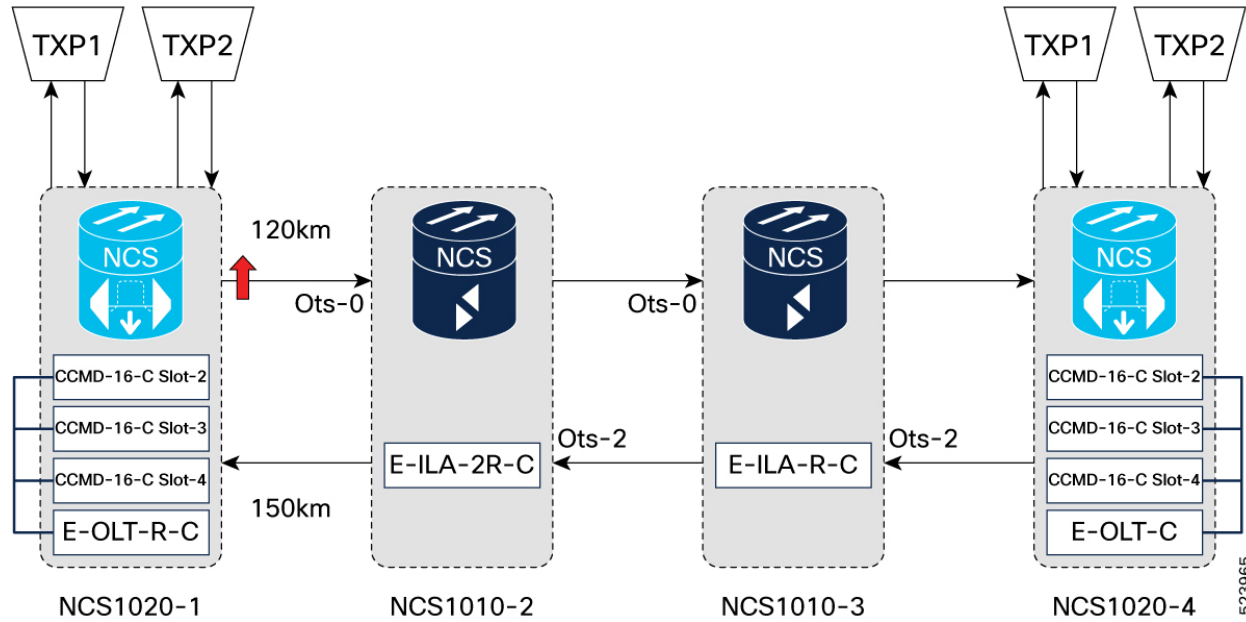 TXP1
TXP2
TXP1
TXP2
120km
NCS
NCS
NCS
NCS
Ots-0
Ots-0
CCMD-16-C Slot-2
CCMD-16-C Slot-2
CCMD-16-C Slot-3
CCMD-16-C Slot-3
Ots-2
Ots-2
E-ILA-2R-C
E-ILA-R-C
CCMD-16-C Slot-4
CCMD-16-C Slot-4
150km
E-OLT-R-C
E-OLT-C
NCS1020-1
NCS1010-2
NCS1010-3
NCS1020-4
523965